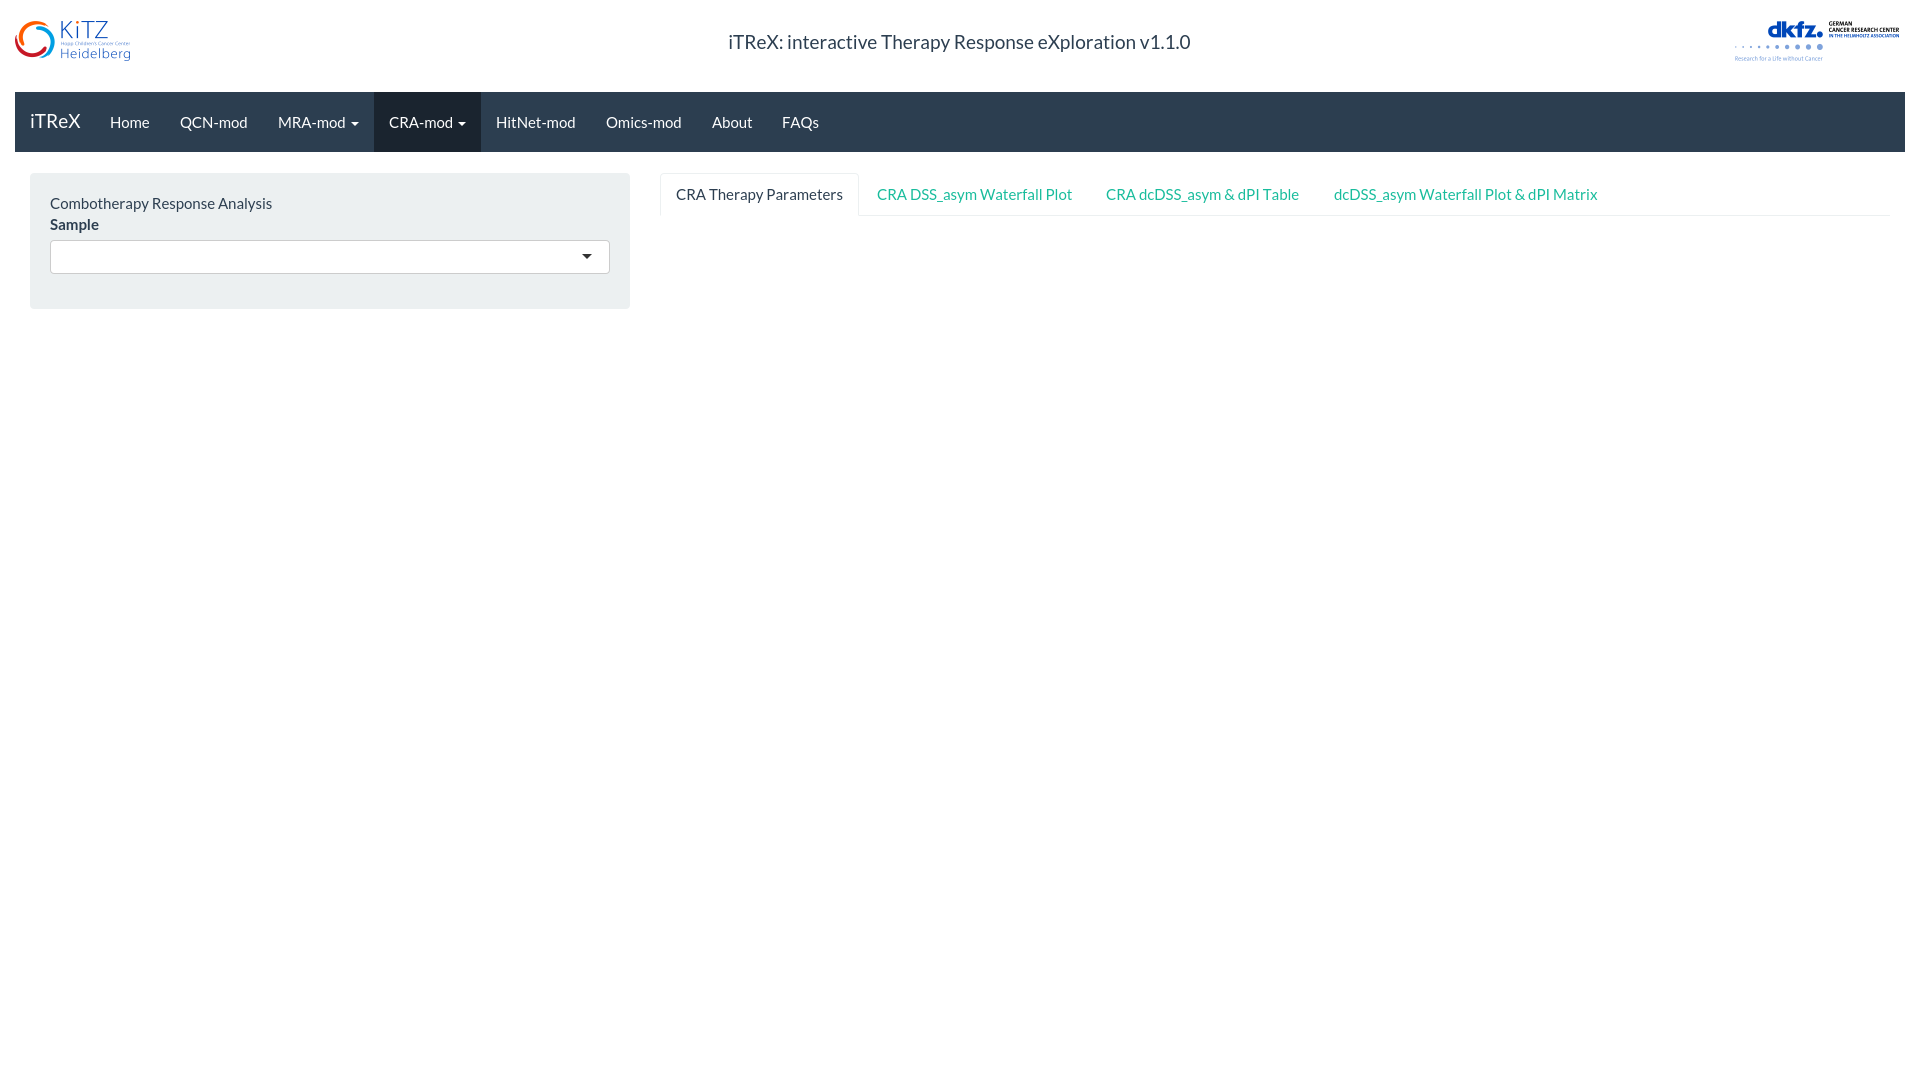 KiTZ
Hopp Children's Cancer Center
Heidelberg
iTReX: interactive Therapy Response eXploration v1.1.0
dkfz.
GERMAN
CANCER RESEARCH CENTER
IN THE HELMHOLTZ ASSOCIATION
Research for a Life without Cancer
iTReX Home QCN-mod MRA-mod CRA-mod HitNet-mod Omics-mod About FAQs
Combotherapy Response Analysis
Sample
CRA Therapy Parameters CRA DSS_asym Waterfall Plot CRA dcDSS_asym & dPI Table dcDSS_asym Waterfall Plot & dPI Matrix